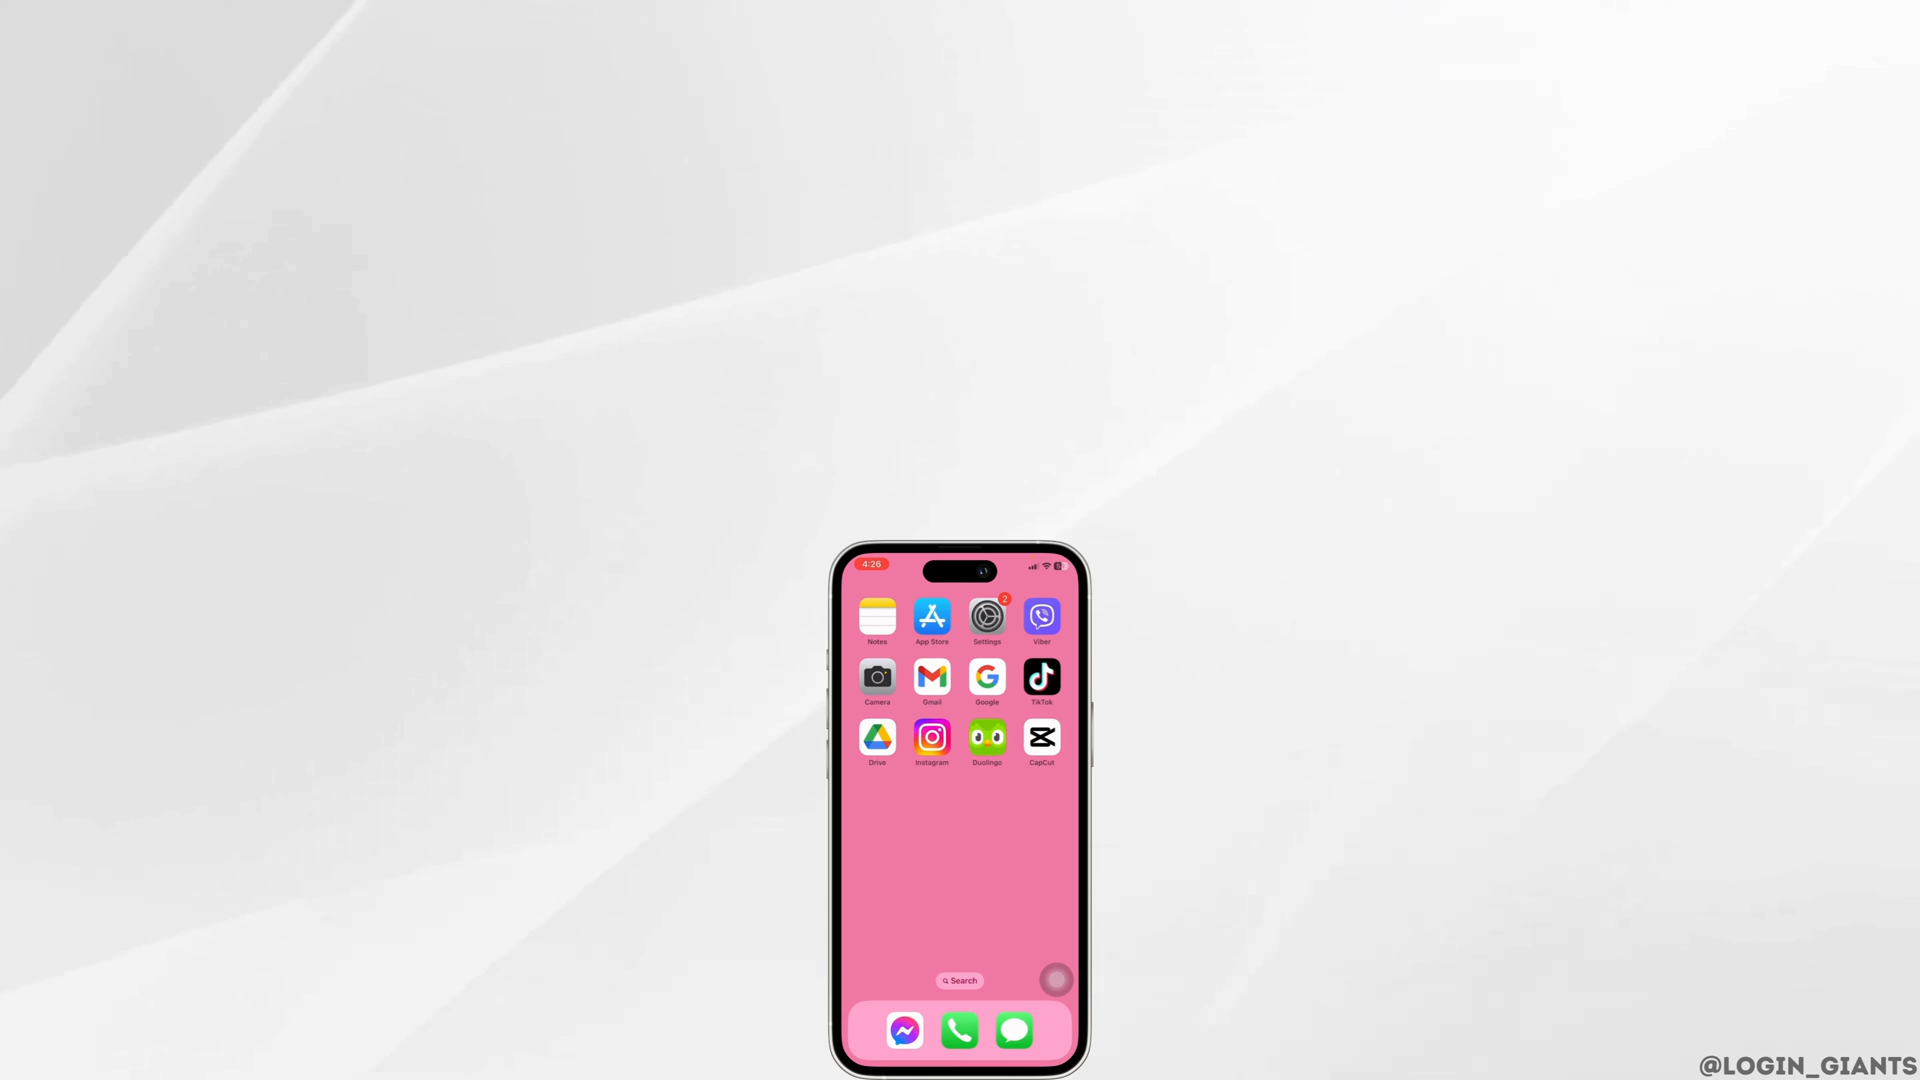 4:26
2
Notes App Store Settings Viber
Camera Gmail Google TikTok
Drive Instagram Duolingo CapCut
Search
@LOGIN_GIANTS